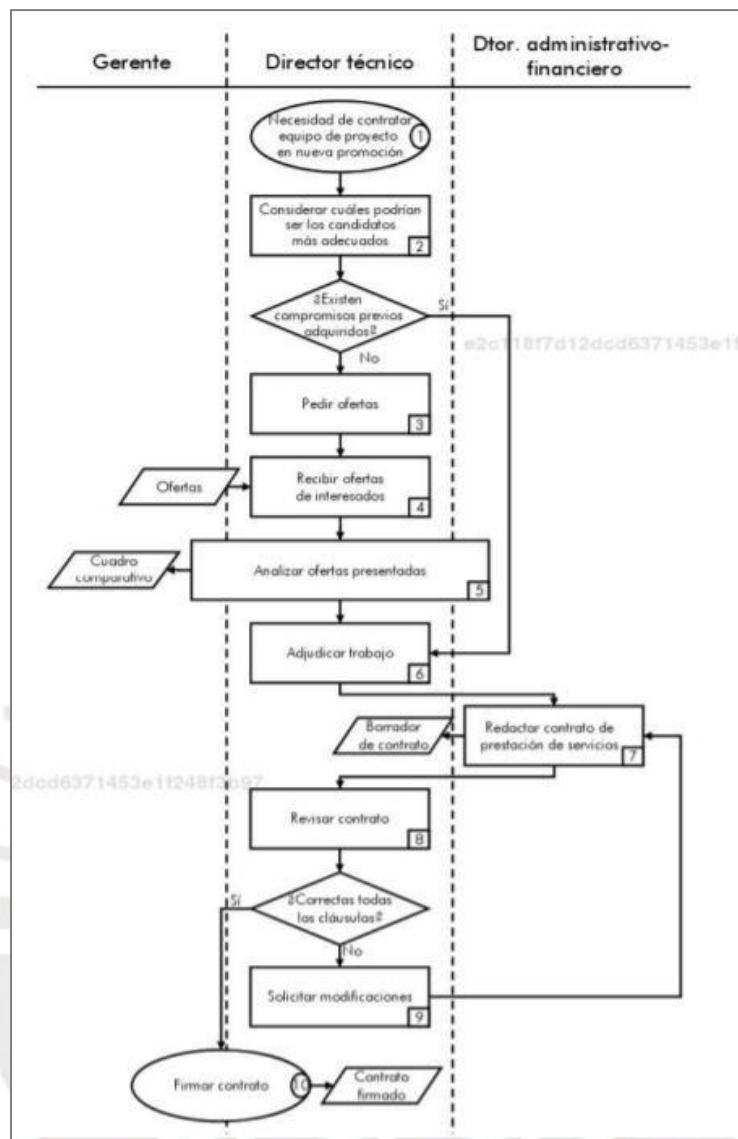 Gerente
Director técnico
Dtor. administrativo-
financiero
Necesidad de contratar
equipo de proyecto
en nueva promoción
1
Considerar cuáles podrían
ser los candidatos
más adecuados
2
¿Existen
compromisos previos
adquiridos?
Sí
No
e2c118f7d12dcd6371453e1f
Pedir ofertas
3
Ofertas
Recibir ofertas
de interesados
4
Cuadro
comparativo
Analizar ofertas presentadas
5
Adjudicar trabajo
6
Borrador
de contrato
Redactar contrato de
prestación de servicios
7
2dcd6371453e1f248f3b97
Revisar contrato
8
Sí
¿Correctas todas
las cláusulas?
No
Solicitar modificaciones
9
Firmar contrato
10
Contrato
firmado